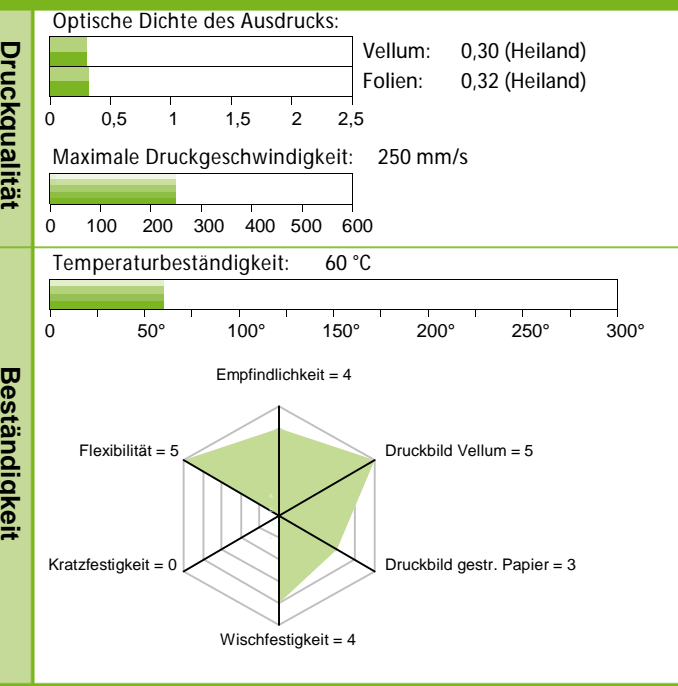 Druckqualität
Optische Dichte des Ausdrucks:
Vellum: 0,30 (Heiland)
Folien: 0,32 (Heiland)
0 0,5 1 1,5 2 2,5
Maximale Druckgeschwindigkeit: 250 mm/s
0 100 200 300 400 500 600
Beständigkeit
Temperaturbeständigkeit: 60 °C
0 50° 100° 150° 200° 250° 300°
Empfindlichkeit = 4
Flexibilität = 5
Druckbild Vellum = 5
Kratzfestigkeit = 0
Druckbild gestr. Papier = 3
Wischfestigkeit = 4